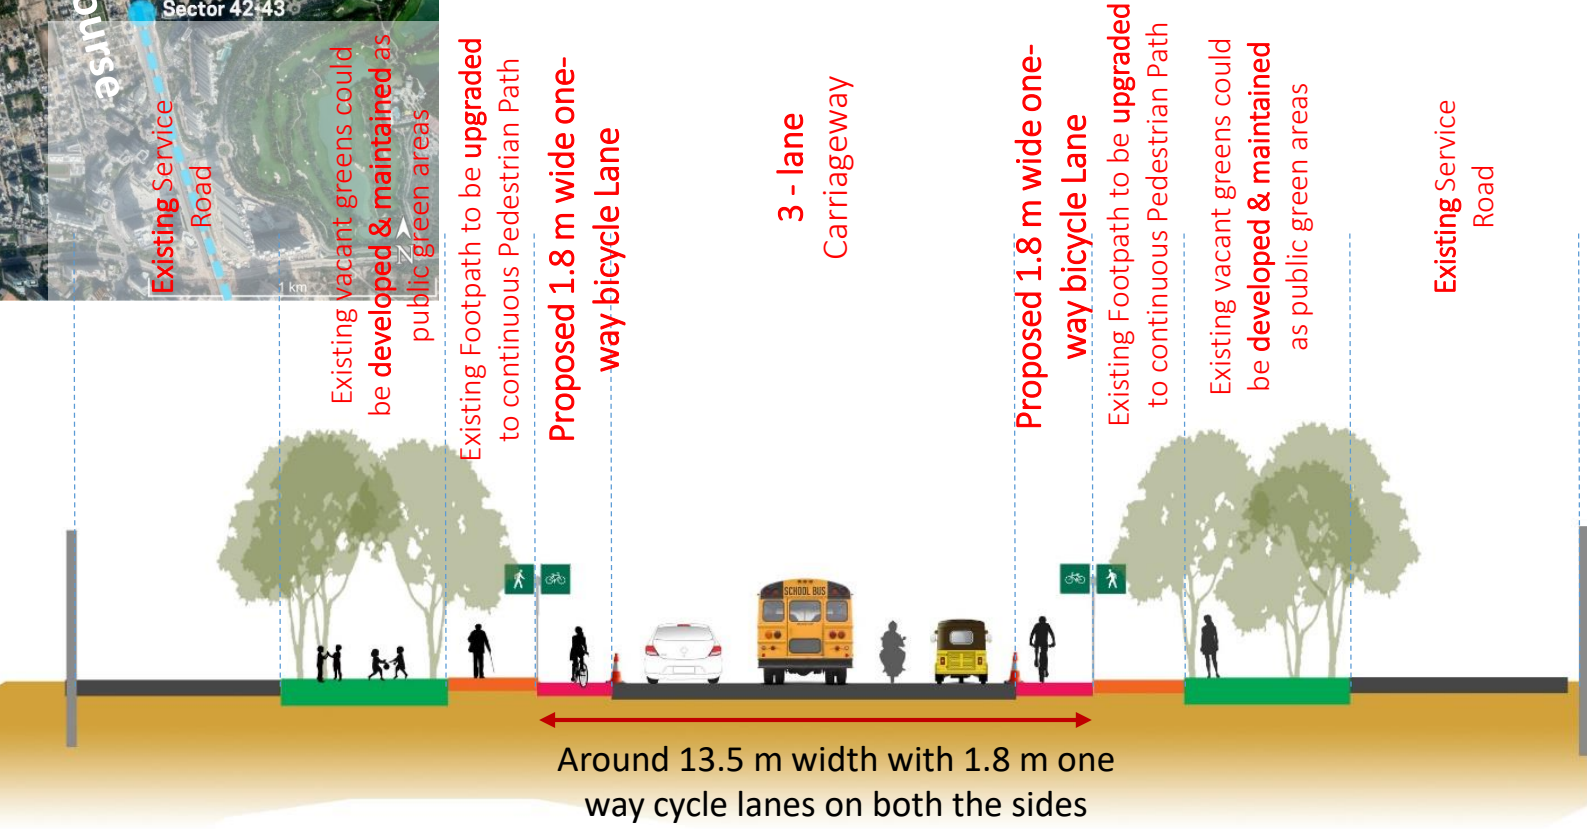 Sector 42-43
ourse
N
1 km
Existing Service
Road
Existing vacant greens could
be developed & maintained as
public green areas
Existing Footpath to be upgraded
to continuous Pedestrian Path
Proposed 1.8 m wide one-
way bicycle Lane
3 - lane
Carriageway
Proposed 1.8 m wide one-
way bicycle Lane
Existing Footpath to be upgraded
to continuous Pedestrian Path
Existing vacant greens could
be developed & maintained
as public green areas
Existing Service
Road
SCHOOL BUS
Around 13.5 m width with 1.8 m one
way cycle lanes on both the sides